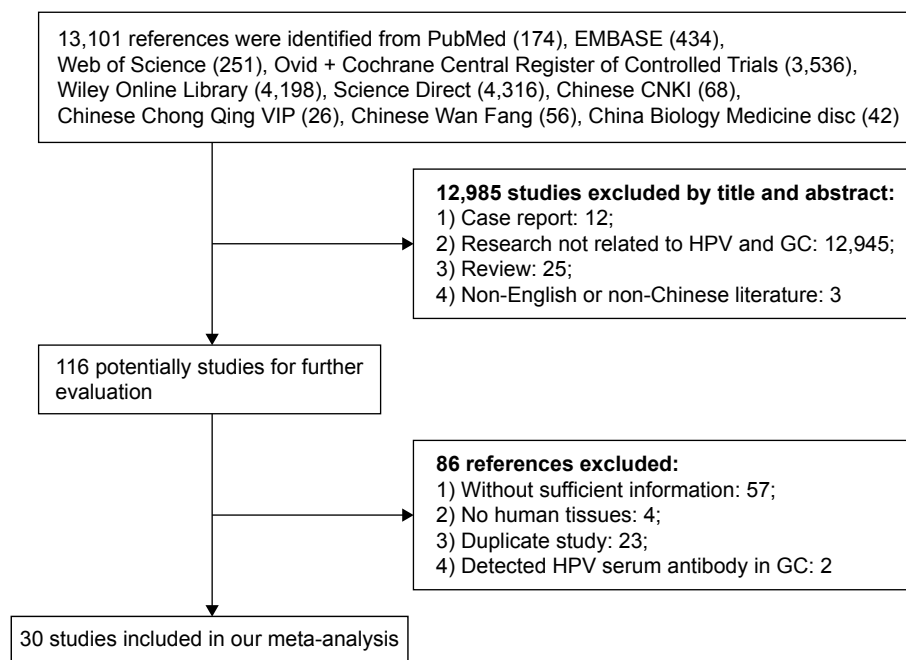 13,101 references were identified from PubMed (174), EMBASE (434),
Web of Science (251), Ovid + Cochrane Central Register of Controlled Trials (3,536),
Wiley Online Library (4,198), Science Direct (4,316), Chinese CNKI (68),
Chinese Chong Qing VIP (26), Chinese Wan Fang (56), China Biology Medicine disc (42)
12,985 studies excluded by title and abstract:
1) Case report: 12;
2) Research not related to HPV and GC: 12,945;
3) Review: 25;
4) Non-English or non-Chinese literature: 3
116 potentially studies for further
evaluation
86 references excluded:
1) Without sufficient information: 57;
2) No human tissues: 4;
3) Duplicate study: 23;
4) Detected HPV serum antibody in GC: 2
30 studies included in our meta-analysis